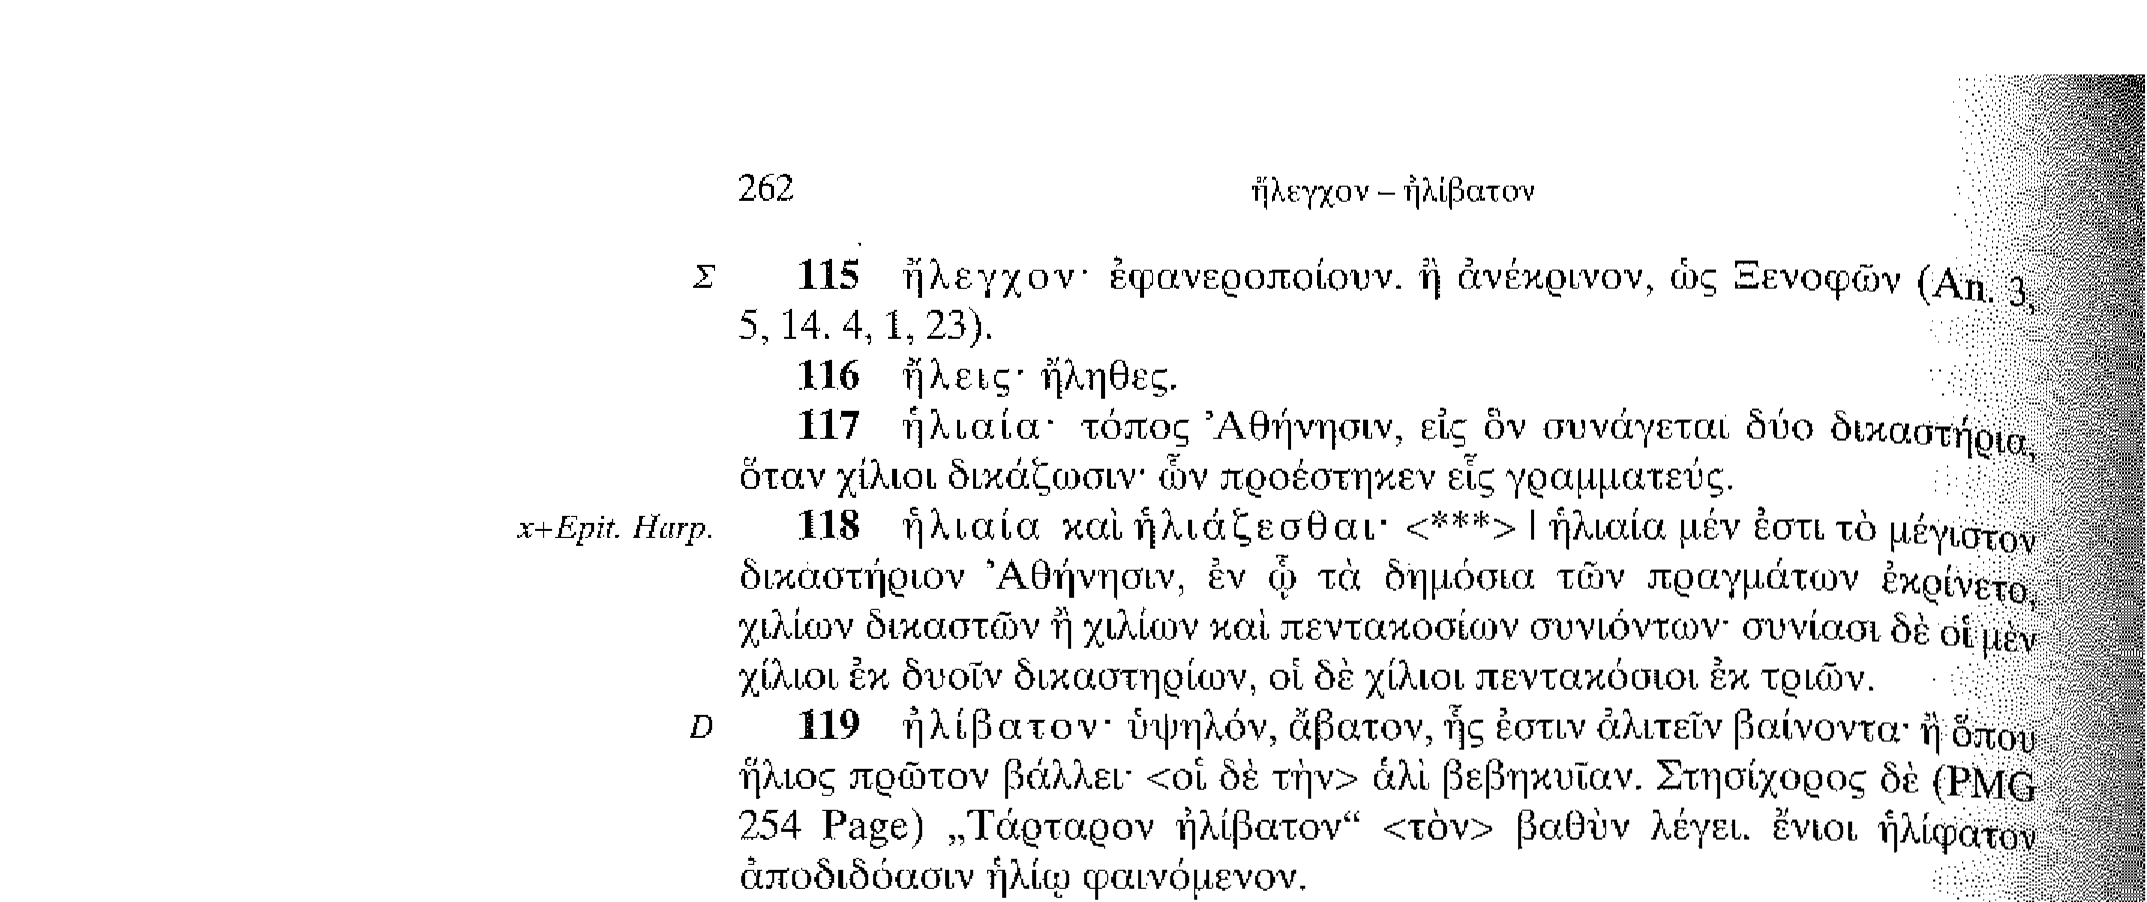 262 ἤλεγχον – ἠλίβατον
Σ 115 ἤλεγχον· ἐφανεροποίουν. ἢ ἀνέκρινον, ὡς Ξενοφῶν (An. 3,
5, 14. 4, 1, 23).
116 ἤλεις· ἤληθες.
117 ἡλιαία· τόπος Ἀθήνησιν, εἰς ὃν συνάγεται δύο δικαστήρια,
ὅταν χίλιοι δικάζωσιν· ὧν προέστηκεν εἷς γραμματεύς.
x+Epit. Harp. 118 ἡλιαία καὶ ἡλιάζεσθαι· <***> | ἡλιαία μέν ἐστι τὸ μέγιστον
δικαστήριον Ἀθήνησιν, ἐν ᾧ τὰ δημόσια τῶν πραγμάτων ἐκρίνετο,
χιλίων δικαστῶν ἢ χιλίων καὶ πεντακοσίων συνιόντων· συνίασι δὲ οἱ μὲν
χίλιοι ἐκ δυοῖν δικαστηρίων, οἱ δὲ χίλιοι πεντακόσιοι ἐκ τριῶν.
D 119 ἠλίβατον· ὑψηλόν, ἄβατον, ἧς ἐστιν ἀλιτεῖν βαίνοντα· ἢ ὅπου
ἥλιος πρῶτον βάλλει· <οἱ δὲ τὴν> ἁλὶ βεβηκυῖαν. Στησίχορος δὲ (PMG
254 Page) „Τάρταρον ἠλίβατον“ <τὸν> βαθὺν λέγει. ἔνιοι ἡλίφατον
ἀποδιδόασιν ἡλίῳ φαινόμενον.